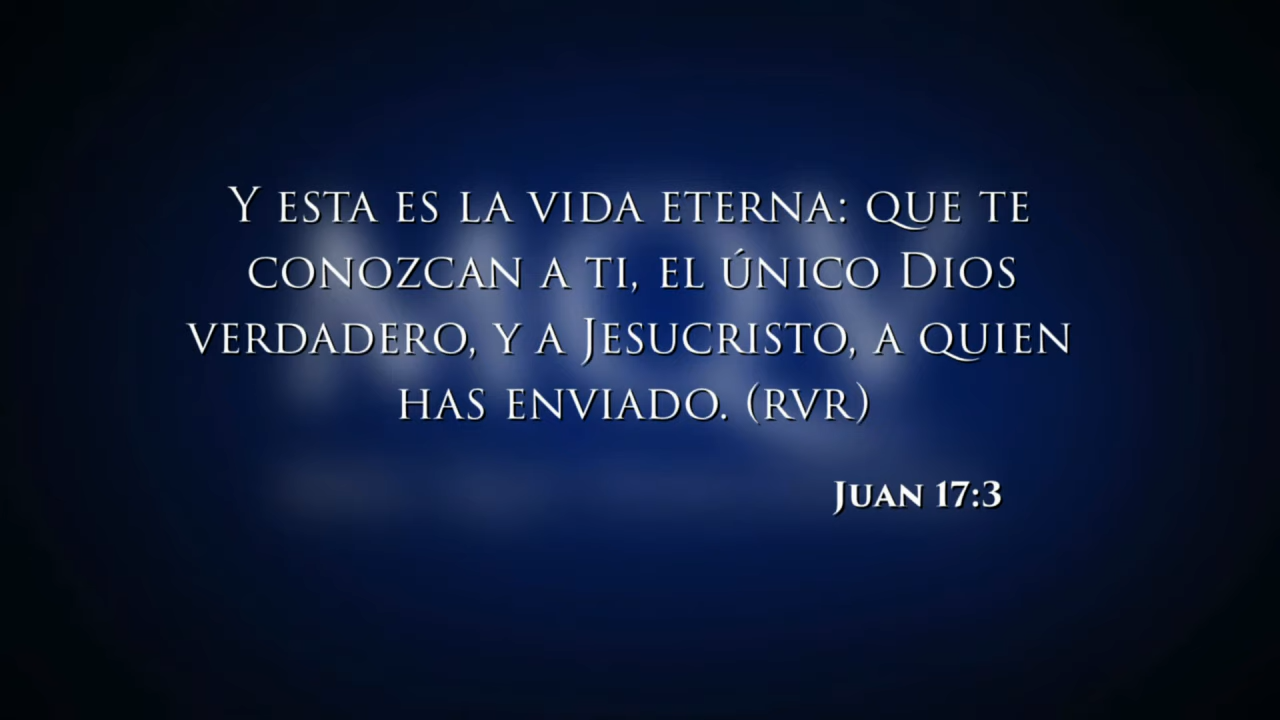 Y esta es la vida eterna: que te
conozcan a ti, el único Dios
verdadero, y a Jesucristo, a quien
has enviado. (rvr)
Juan 17:3